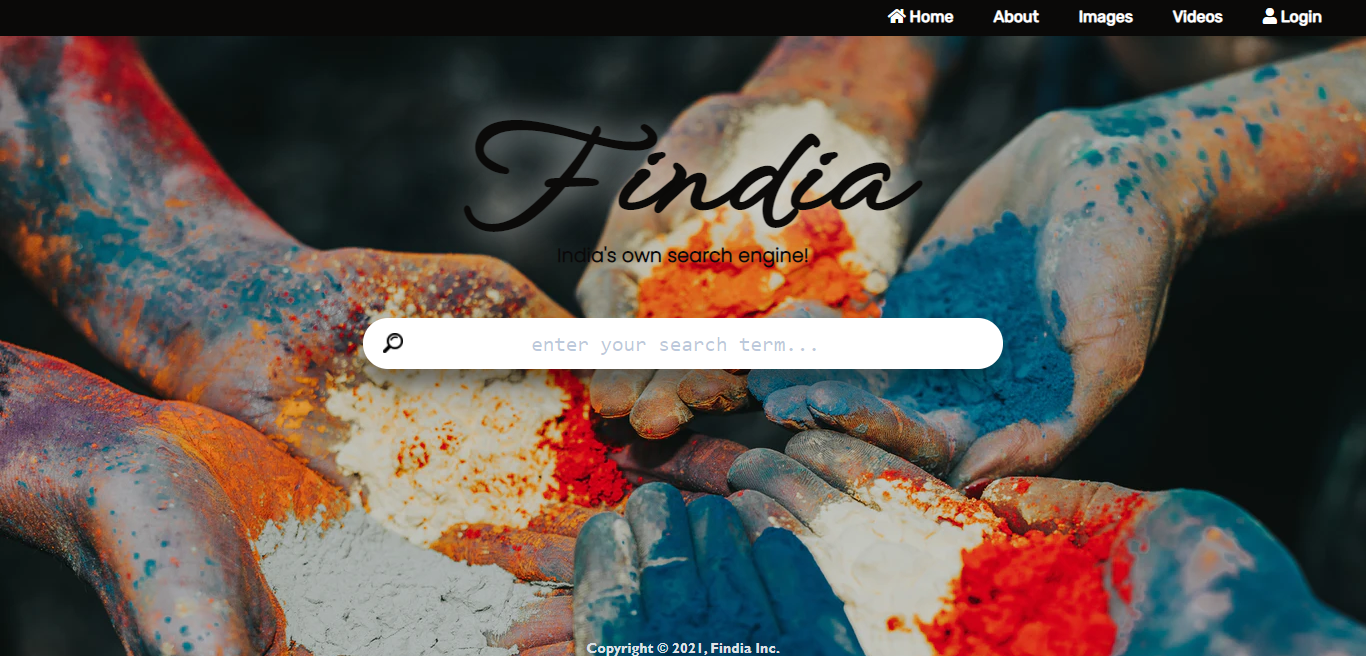 Home About Images Videos Login
Findia
India's own search engine!
enter your search term...
Copyright © 2021, Findia Inc.